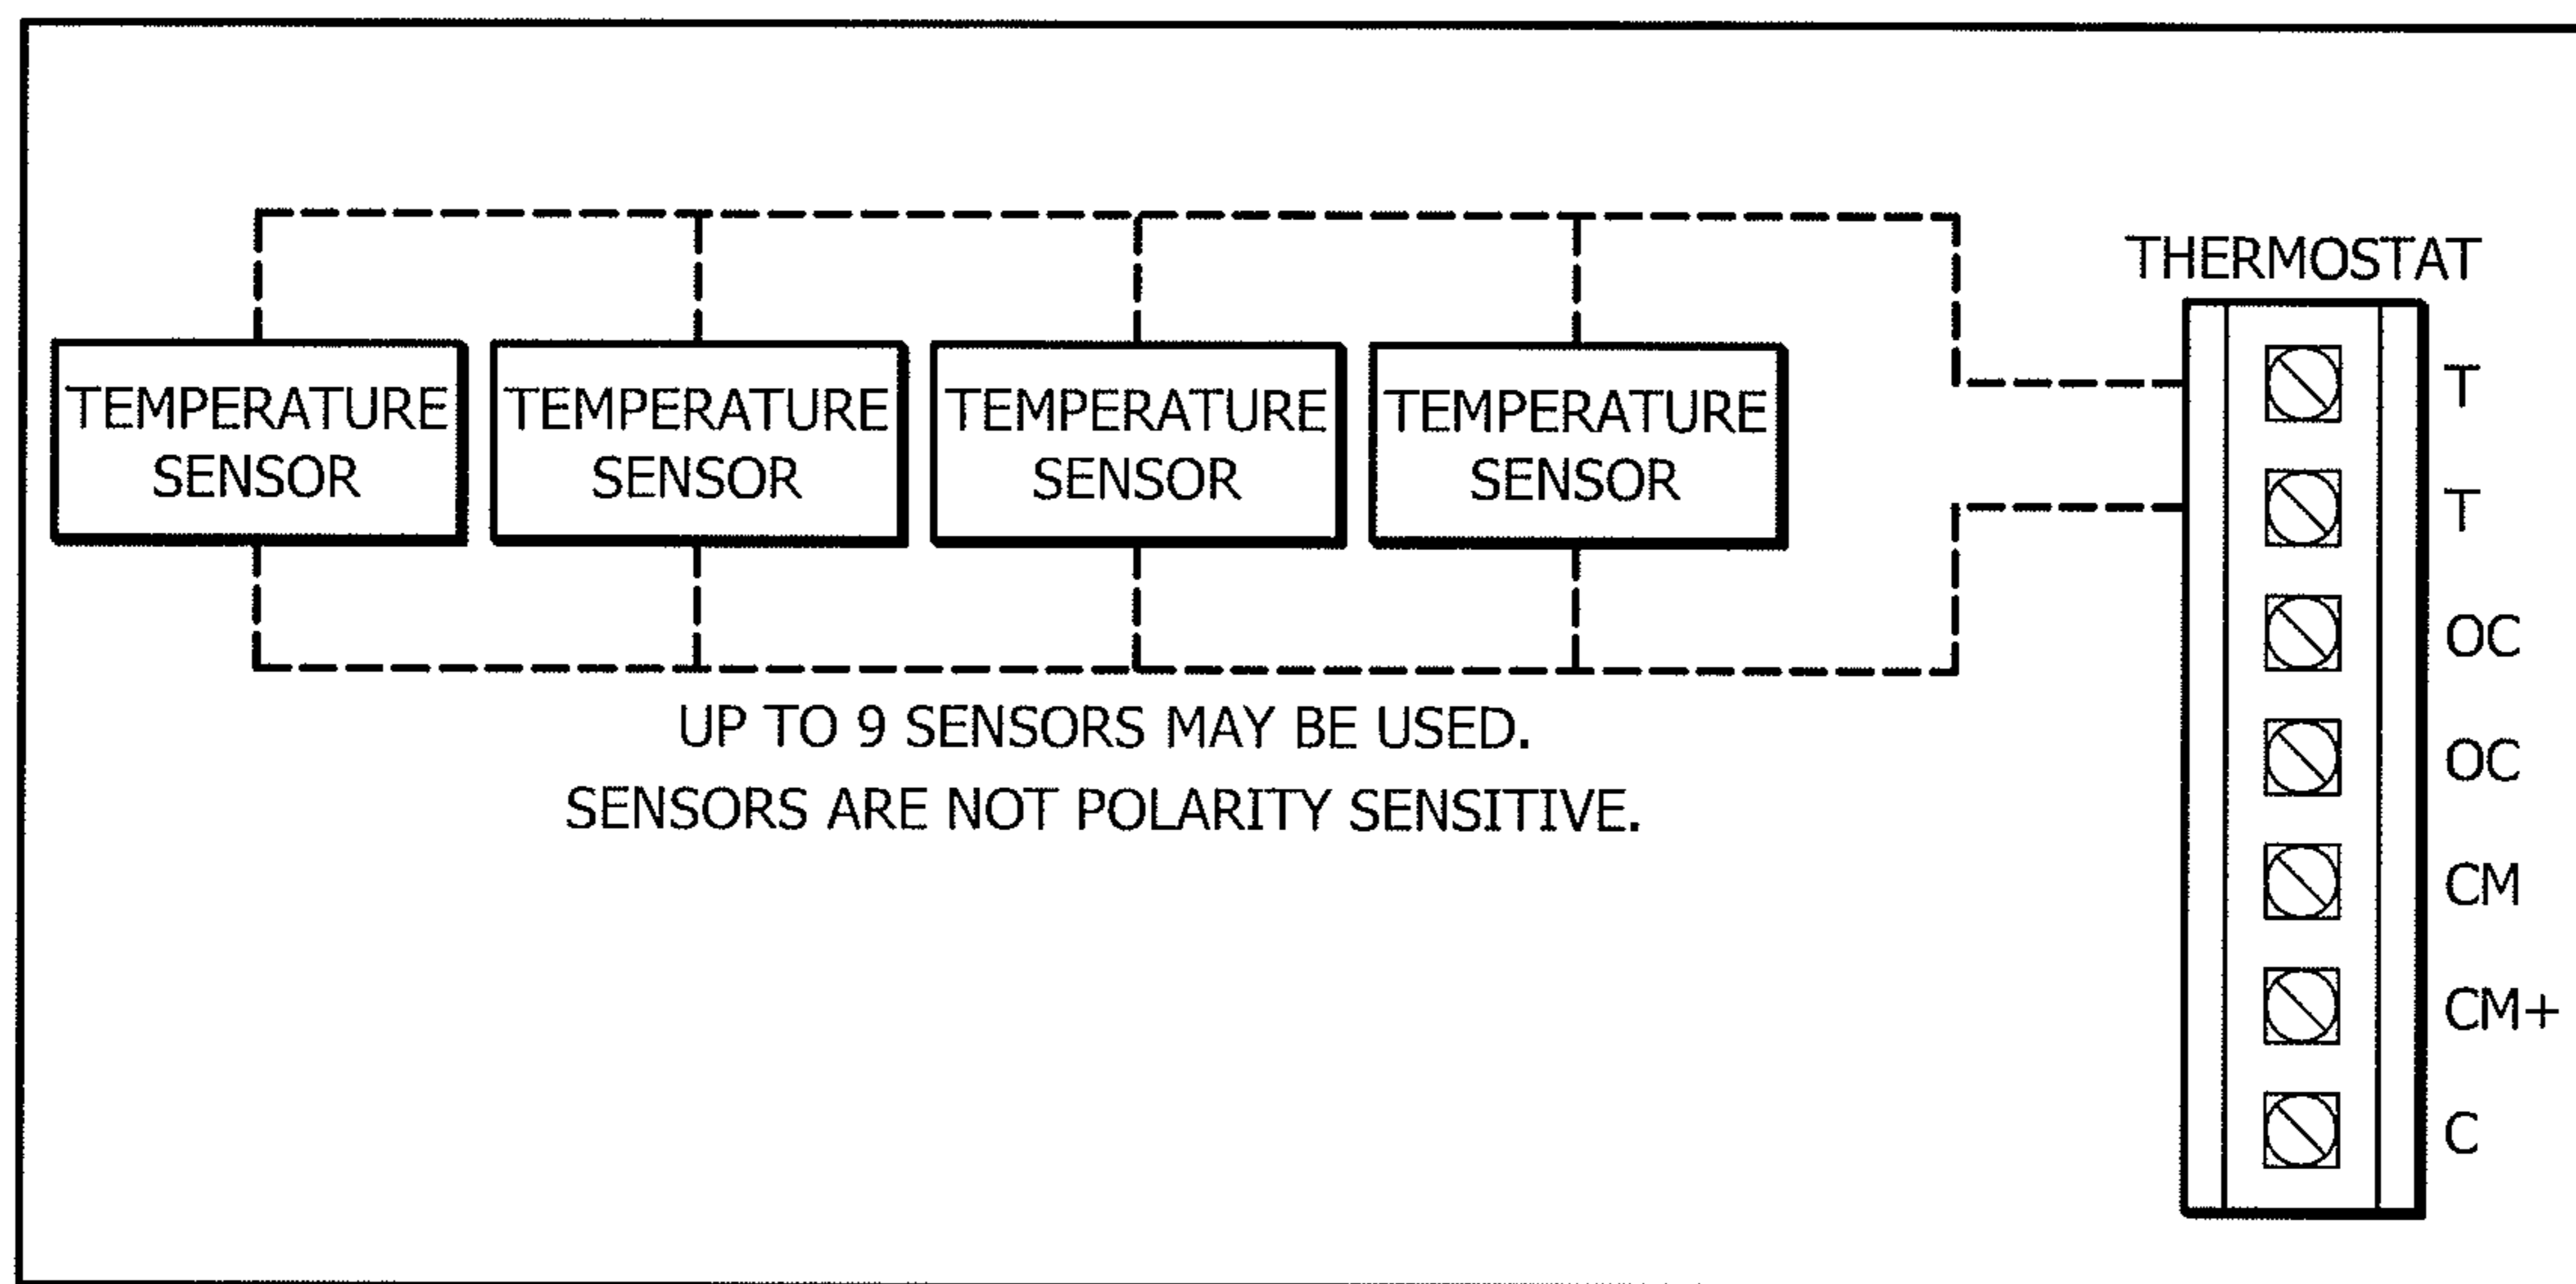 THERMOSTAT
TEMPERATURE
SENSOR
TEMPERATURE
SENSOR
TEMPERATURE
SENSOR
TEMPERATURE
SENSOR
T
T
OC
OC
CM
CM+
C
UP TO 9 SENSORS MAY BE USED.
SENSORS ARE NOT POLARITY SENSITIVE.